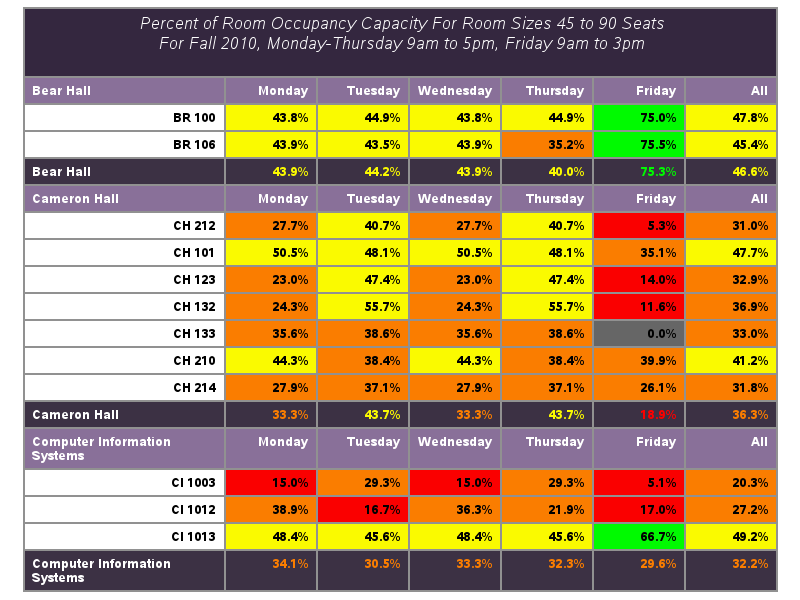 Percent of Room Occupancy Capacity For Room Sizes 45 to 90 Seats
For Fall 2010, Monday-Thursday 9am to 5pm, Friday 9am to 3pm
Bear Hall Monday Tuesday Wednesday Thursday Friday All
BR 100 43.8% 44.9% 43.8% 44.9% 75.0% 47.8%
BR 106 43.9% 43.5% 43.9% 35.2% 75.5% 45.4%
Bear Hall 43.9% 44.2% 43.9% 40.0% 75.3% 46.6%
Cameron Hall Monday Tuesday Wednesday Thursday Friday All
CH 212 27.7% 40.7% 27.7% 40.7% 5.3% 31.0%
CH 101 50.5% 48.1% 50.5% 48.1% 35.1% 47.7%
CH 123 23.0% 47.4% 23.0% 47.4% 14.0% 32.9%
CH 132 24.3% 55.7% 24.3% 55.7% 11.6% 36.9%
CH 133 35.6% 38.6% 35.6% 38.6% 0.0% 33.0%
CH 210 44.3% 38.4% 44.3% 38.4% 39.9% 41.2%
CH 214 27.9% 37.1% 27.9% 37.1% 26.1% 31.8%
Cameron Hall 33.3% 43.7% 33.3% 43.7% 18.9% 36.3%
Computer Information Monday Tuesday Wednesday Thursday Friday All
Systems
CI 1003 15.0% 29.3% 15.0% 29.3% 5.1% 20.3%
CI 1012 38.9% 16.7% 36.3% 21.9% 17.0% 27.2%
CI 1013 48.4% 45.6% 48.4% 45.6% 66.7% 49.2%
Computer Information 34.1% 30.5% 33.3% 32.3% 29.6% 32.2%
Systems